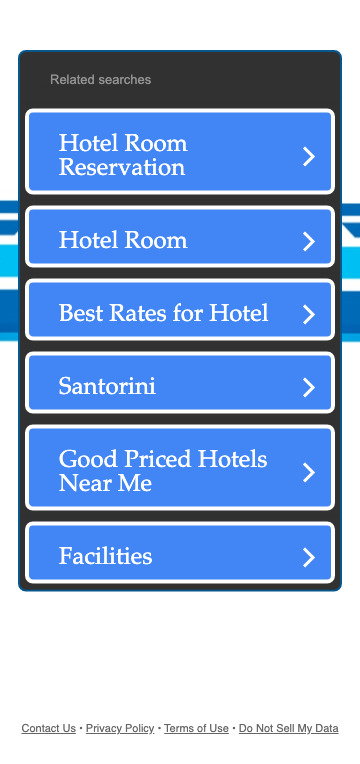 Related searches
Hotel Room
Reservation
Hotel Room
Best Rates for Hotel
Santorini
Good Priced Hotels
Near Me
Facilities
Contact Us • Privacy Policy • Terms of Use • Do Not Sell My Data